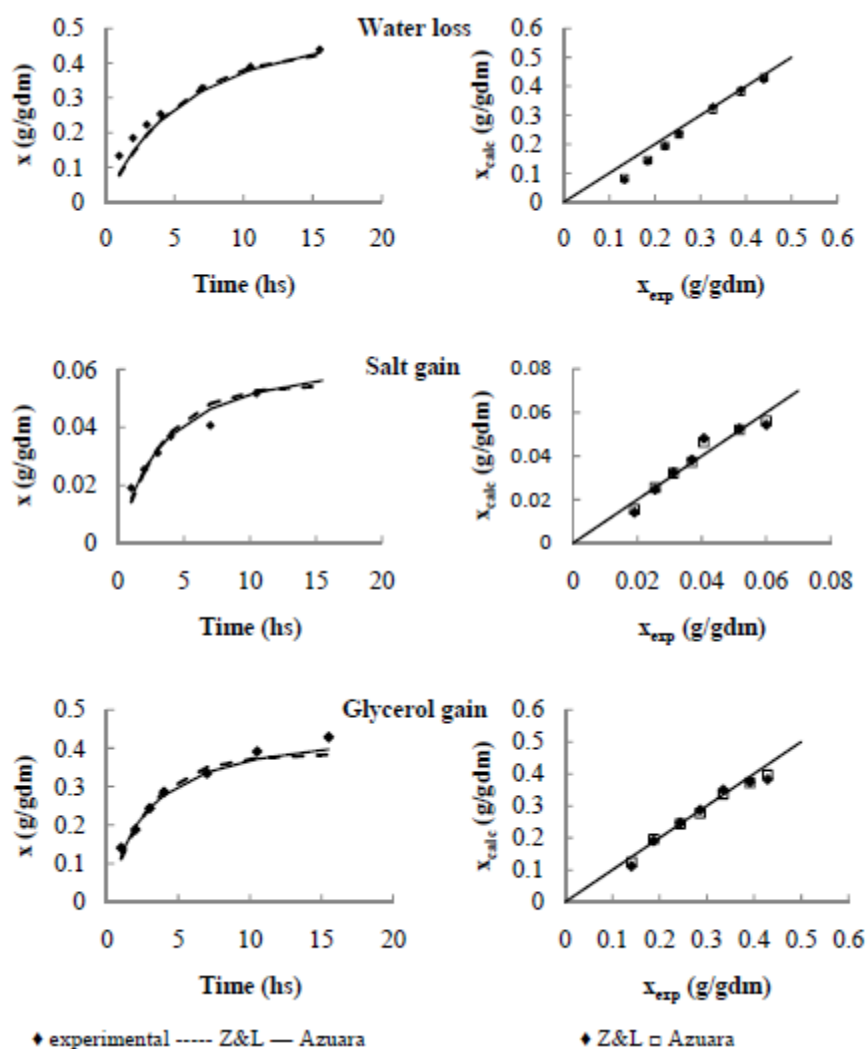 Water loss
x (g/gdm)
0.5
0.4
0.3
0.2
0.1
0
0 5 10 15 20
Time (hs)
x_calc (g/gdm)
0.6
0.5
0.4
0.3
0.2
0.1
0
0 0.1 0.2 0.3 0.4 0.5 0.6
x_exp (g/gdm)
Salt gain
x (g/gdm)
0.06
0.04
0.02
0
0 5 10 15 20
Time (hs)
x_calc (g/gdm)
0.08
0.06
0.04
0.02
0
0 0.02 0.04 0.06 0.08
x_exp (g/gdm)
Glycerol gain
x (g/gdm)
0.5
0.4
0.3
0.2
0.1
0
0 5 10 15 20
Time (hs)
x_calc (g/gdm)
0.6
0.5
0.4
0.3
0.2
0.1
0
0 0.1 0.2 0.3 0.4 0.5 0.6
x_exp (g/gdm)
♦ experimental ----- Z&L — Azuara
♦ Z&L □ Azuara